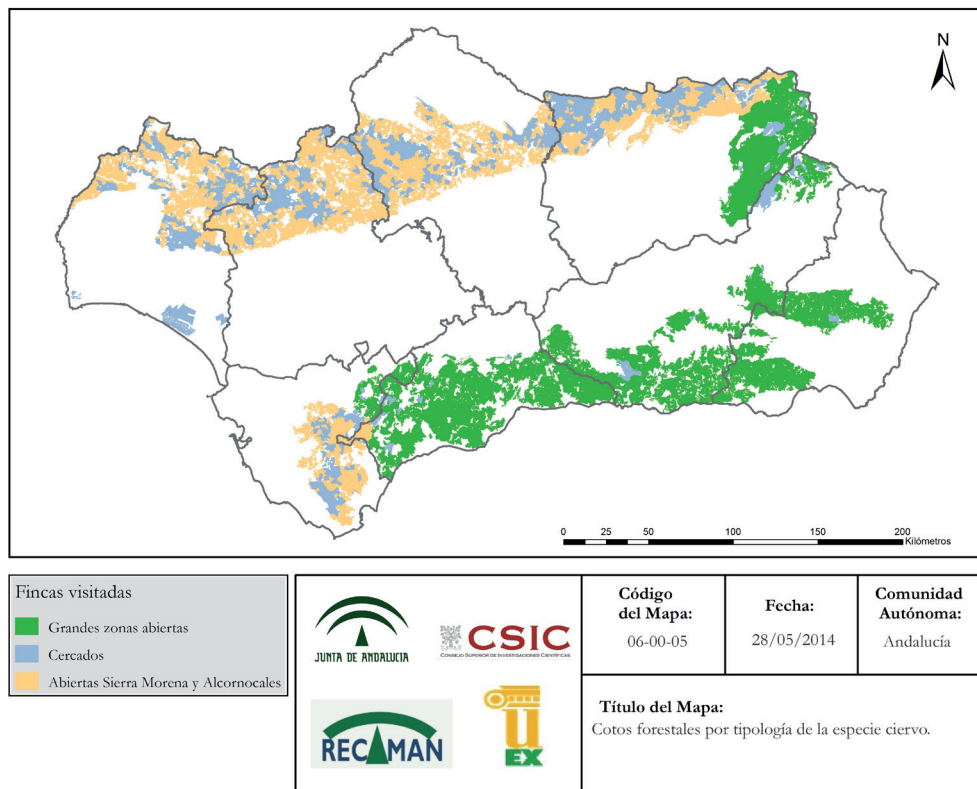 N
0 25 50 100 150 200
Kilómetros
Fincas visitadas
Grandes zonas abiertas
Cercados
Abiertas Sierra Morena y Alcornocales
JUNTA DE ANDALUCIA
CSIC
CONSEJO SUPERIOR DE INVESTIGACIONES CIENTÍFICAS
RECAMAN
u
EX
Código
del Mapa:
06-00-05
Fecha:
28/05/2014
Comunidad
Autónoma:
Andalucía
Título del Mapa:
Cotos forestales por tipología de la especie ciervo.